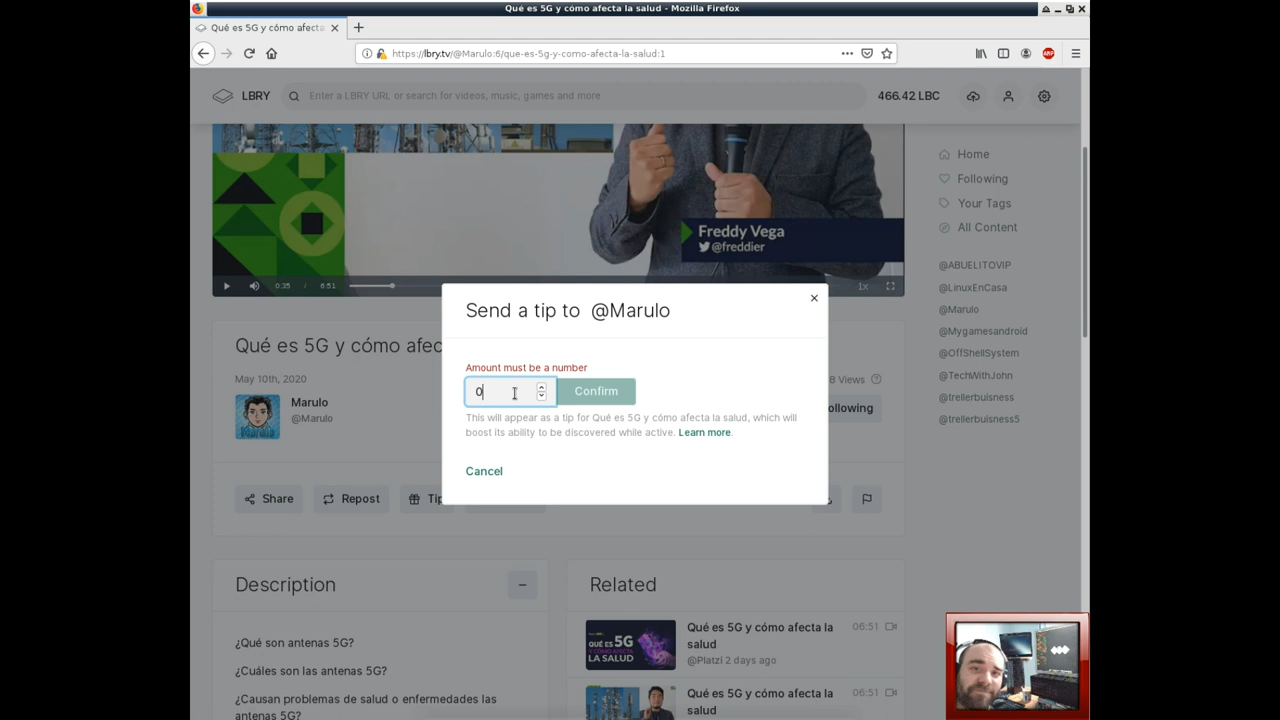 Qué es 5G y cómo afecta la salud - Mozilla Firefox
Qué es 5G y cómo afecta
https://lbry.tv/@Marulo:6/que-es-5g-y-como-afecta-la-salud:1
ABP
LBRY
Enter a LBRY URL or search for videos, music, games and more
466.42 LBC
Home
Following
Your Tags
All Content
@ABUELITOVIP
@LinuxEnCasa
@Marulo
@Mygamesandroid
@OffShellSystem
@TechWithJohn
@trellerbuisness
@trellerbuisness5
Freddy Vega
@freddier
0:35 / 6:51
1x
Send a tip to @Marulo
Amount must be a number
0
Confirm
This will appear as a tip for Qué es 5G y cómo afecta la salud, which will
boost its ability to be discovered while active. Learn more.
Cancel
Qué es 5G y cómo afec
May 10th, 2020
8 Views
Marulo
@Marulo
ollowing
Share
Repost
Tip
Description
¿Qué son antenas 5G?
¿Cuáles son las antenas 5G?
¿Causan problemas de salud o enfermedades las
antenas 5G?
Related
QUÉ ES 5G
Y CÓMO AFECTA
LA SALUD
Qué es 5G y cómo afecta la
salud
@Platzi 2 days ago
06:51
Qué es 5G y cómo afecta la
salud
06:51